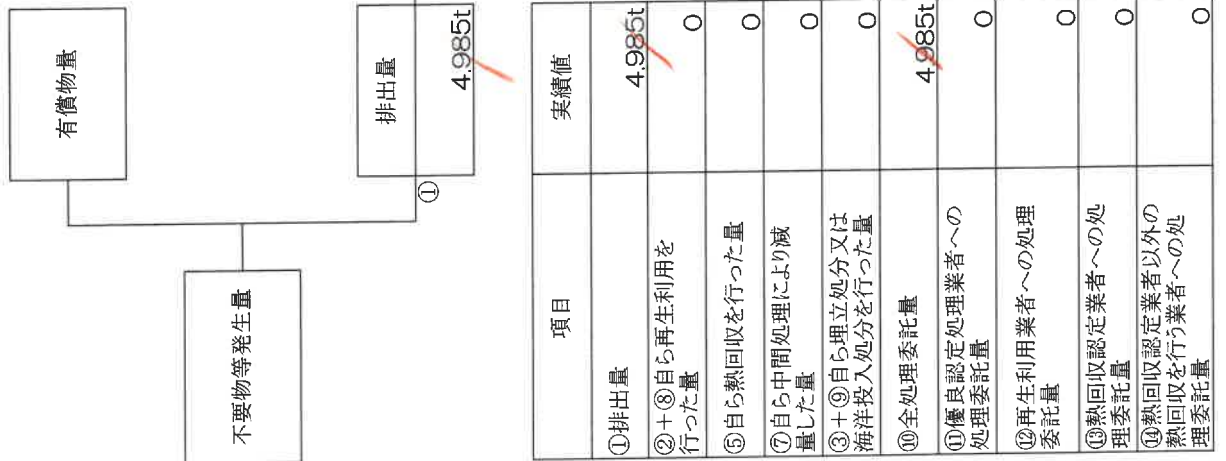 有償物量
不要物等発生量
排出量
①
4.985t
項目
実績値
①排出量
4.985t
②+⑧自ら再生利用を
行った量
0
⑤自ら熱回収を行った量
0
⑦自ら中間処理により減
量した量
0
③+⑨自ら埋立処分又は
海洋投入処分を行った量
0
⑩全処理委託量
4.985t
⑪優良認定処理業者への
処理委託量
0
⑫再生利用業者への処理
委託量
0
⑬熱回収認定業者への処
理委託量
0
⑭熱回収認定業者以外の
熱回収を行う業者への処
理委託量
0